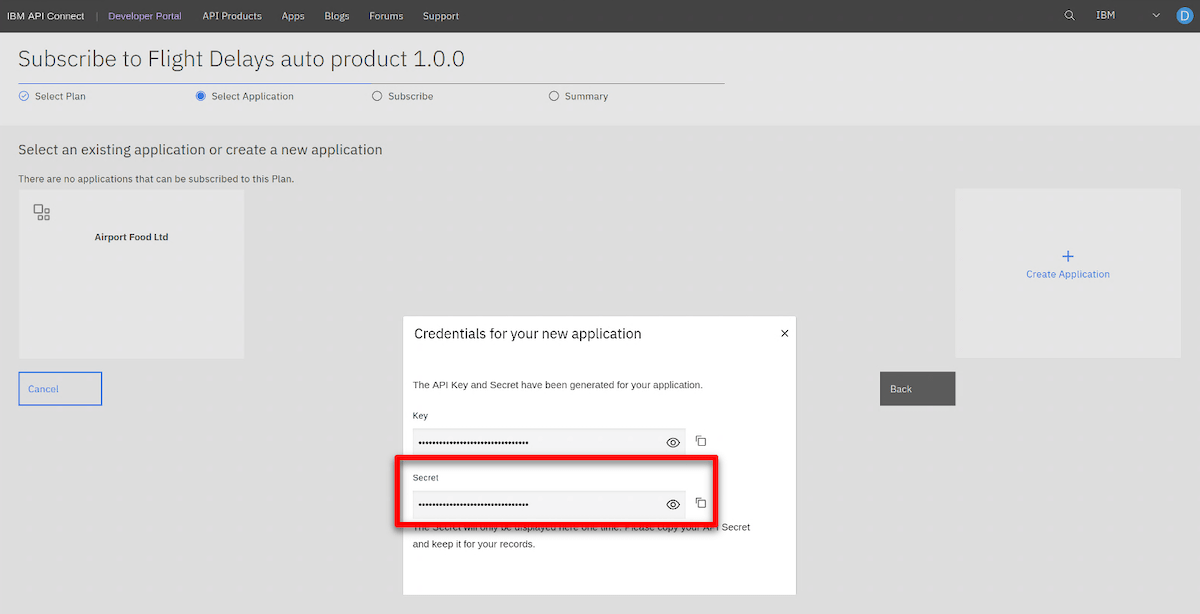 IBM API Connect | Developer Portal API Products Apps Blogs Forums Support IBM D
Subscribe to Flight Delays auto product 1.0.0
Select Plan Select Application Subscribe Summary
Select an existing application or create a new application
There are no applications that can be subscribed to this Plan.
Airport Food Ltd
Create Application
Cancel
Back
Credentials for your new application
The API Key and Secret have been generated for your application.
Key
••••••••••••••••••••••••••••••••
Secret
••••••••••••••••••••••••••••••••
The Secret will only be displayed here one time. Please copy your API Secret
and keep it for your records.